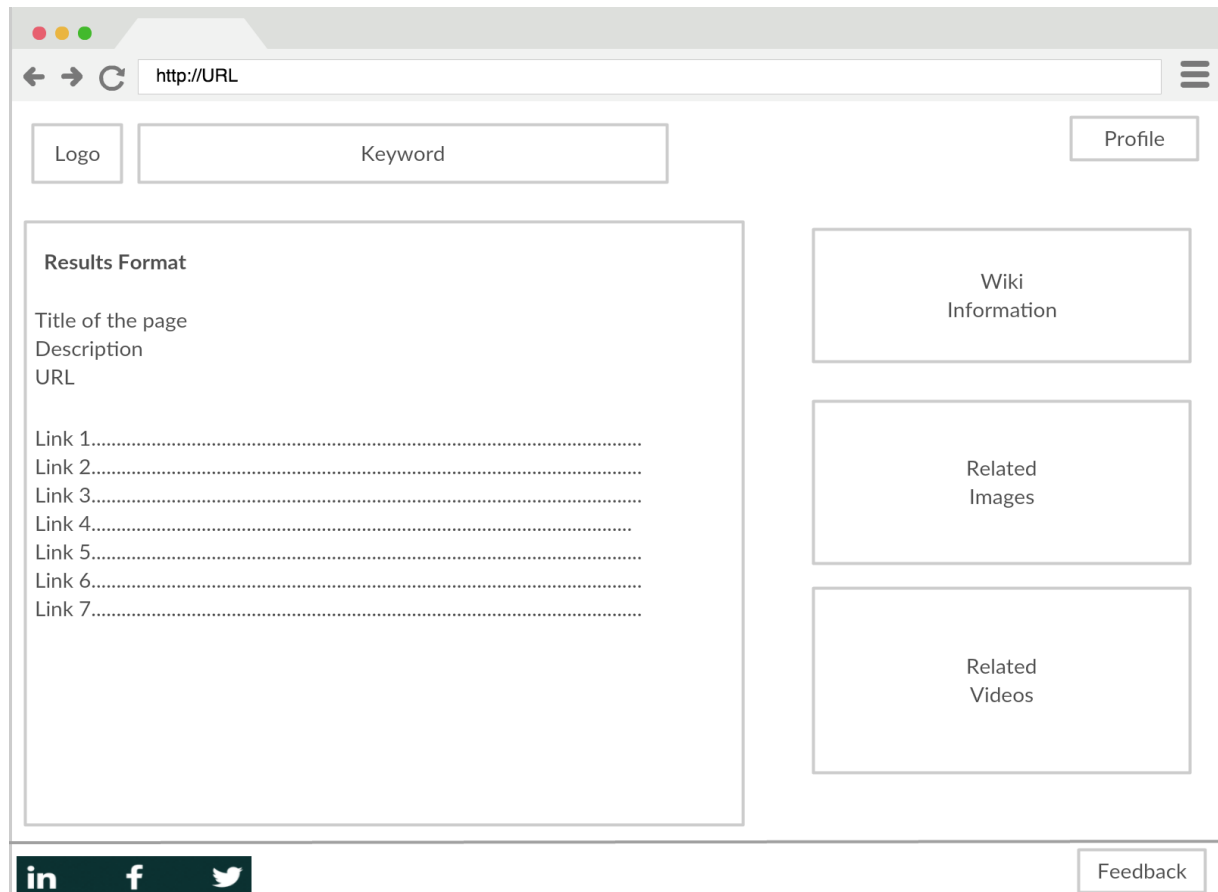 http://URL
Logo
Keyword
Profile
Results Format
Title of the page
Description
URL
Link 1..............................................................................................................
Link 2..............................................................................................................
Link 3..............................................................................................................
Link 4............................................................................................................
Link 5..............................................................................................................
Link 6..............................................................................................................
Link 7..............................................................................................................
Wiki
Information
Related
Images
Related
Videos
in f
Feedback